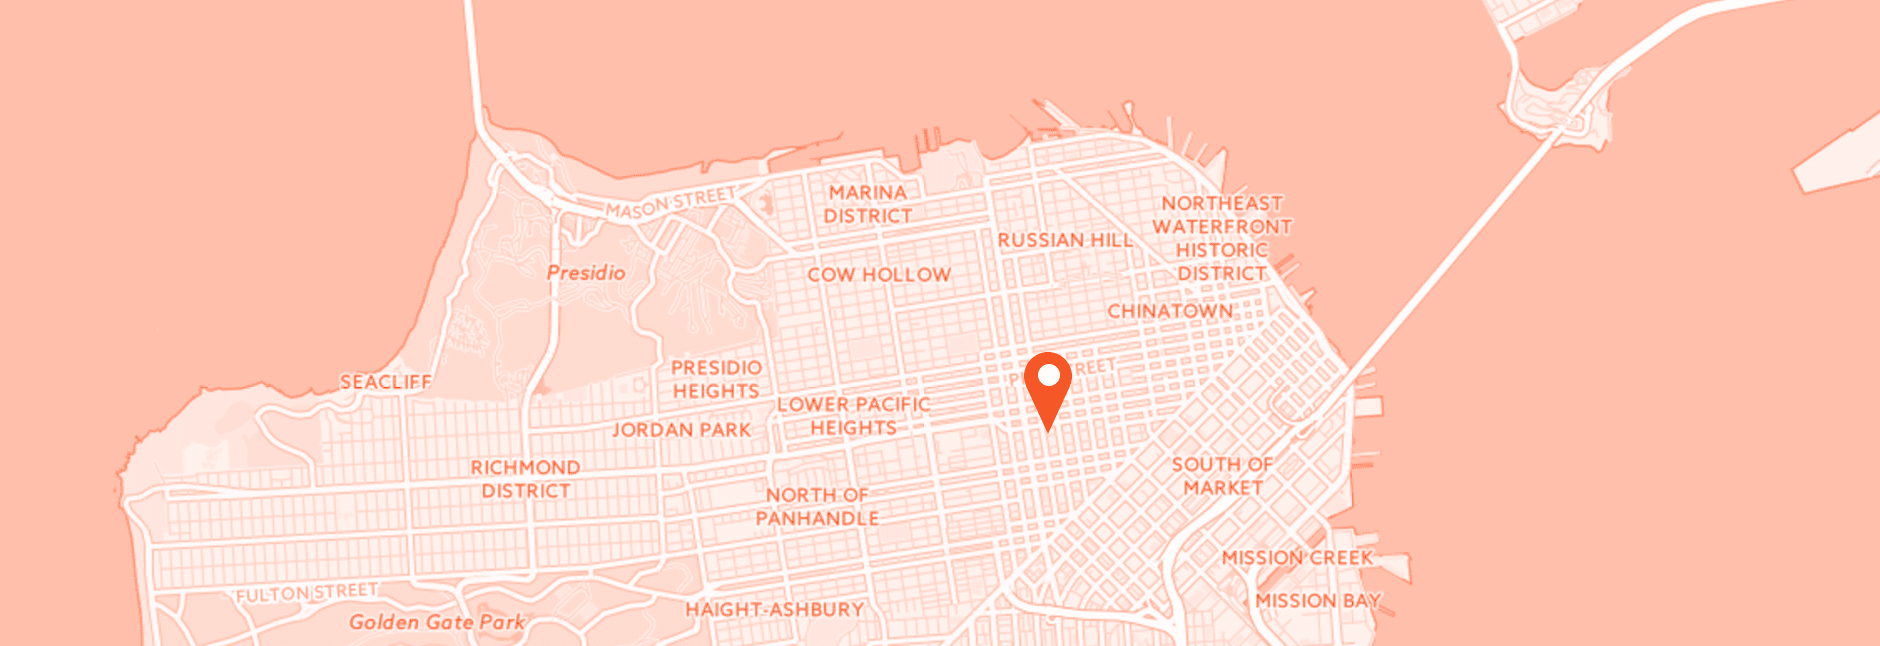 MASON STREET
MARINA
DISTRICT
NORTHEAST
WATERFRONT
HISTORIC
DISTRICT
RUSSIAN HILL
Presidio
COW HOLLOW
CHINATOWN
PRESIDIO
HEIGHTS
STREET
SEACLIFF
LOWER PACIFIC
HEIGHTS
JORDAN PARK
RICHMOND
DISTRICT
SOUTH OF
MARKET
NORTH OF
PANHANDLE
MISSION CREEK
FULTON STREET
MISSION BAY
HAIGHT-ASHBURY
Golden Gate Park